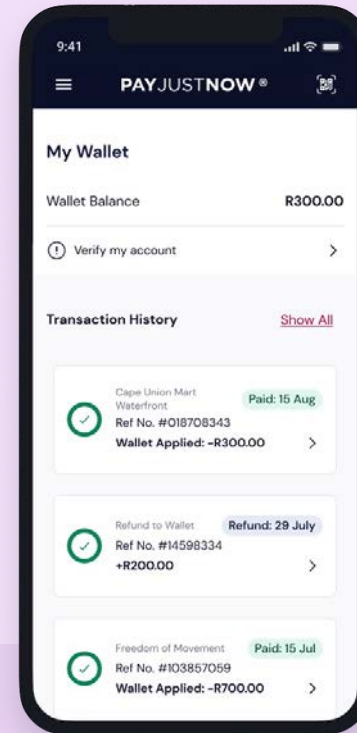 9:41
PAYJUSTNOW®
My Wallet
Wallet Balance R300.00
Verify my account
Transaction History Show All
Cape Union Mart
Waterfront
Paid: 15 Aug
Ref No. #018708343
Wallet Applied: -R300.00
Refund to Wallet Refund: 29 July
Ref No. #14598334
+R200.00
Freedom of Movement Paid: 15 Jul
Ref No. #103857059
Wallet Applied: -R700.00